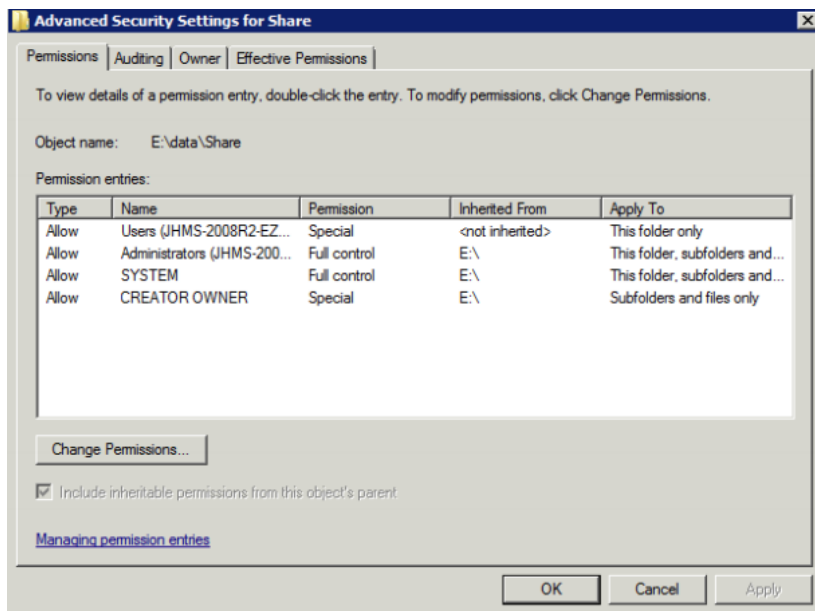 Advanced Security Settings for Share
Permissions Auditing Owner Effective Permissions
To view details of a permission entry, double-click the entry. To modify permissions, click Change Permissions.
Object name: E:\data\Share
Permission entries:
Type Name Permission Inherited From Apply To
Allow Users (JHMS-2008R2-EZ... Special <not inherited> This folder only
Allow Administrators (JHMS-200... Full control E:\ This folder, subfolders and...
Allow SYSTEM Full control E:\ This folder, subfolders and...
Allow CREATOR OWNER Special E:\ Subfolders and files only
Change Permissions...
Include inheritable permissions from this object's parent
Managing permission entries
OK Cancel Apply